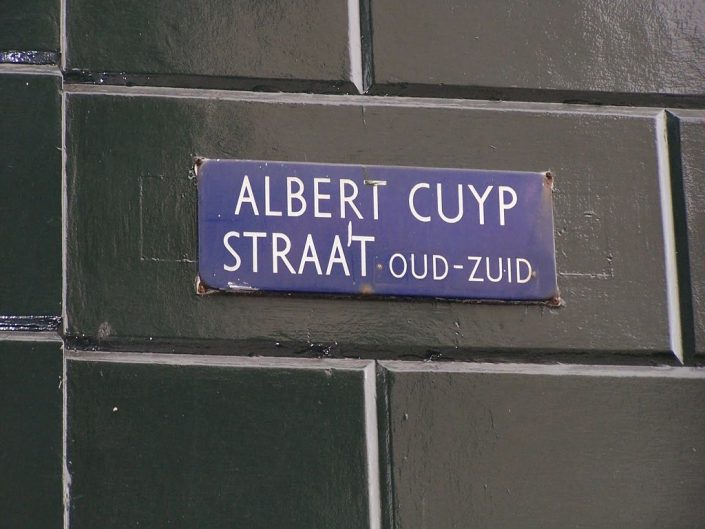 ALBERT CUYP
STRAAT OUD-ZUID